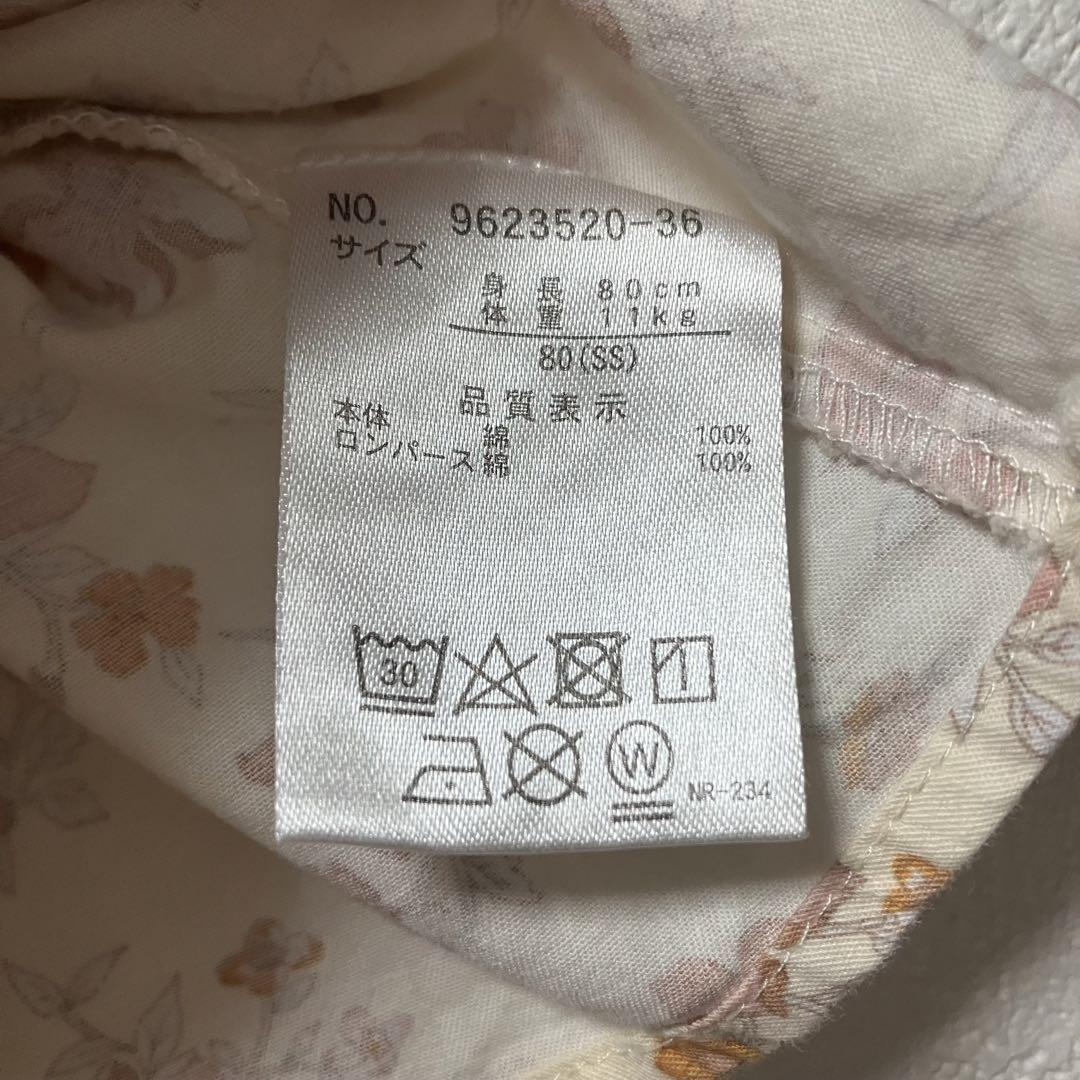 NO. 9623520-36
サイズ
身 長 80cm
体 重 11kg
80(SS)
品質表示
本体 綿 100%
ロンパース綿 100%
30
W
NR-234